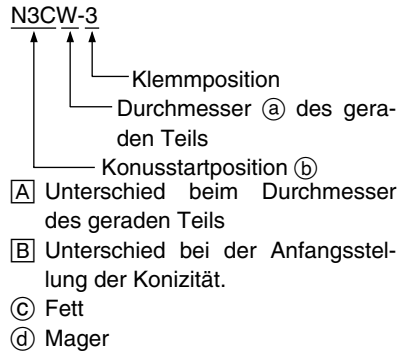 N3CW-3
Klemmposition
Durchmesser ⓐ des gera-
den Teils
Konusstartposition ⓑ
A Unterschied beim Durchmesser
des geraden Teils
B Unterschied bei der Anfangsstel-
lung der Konizität.
ⓒ Fett
ⓓ Mager